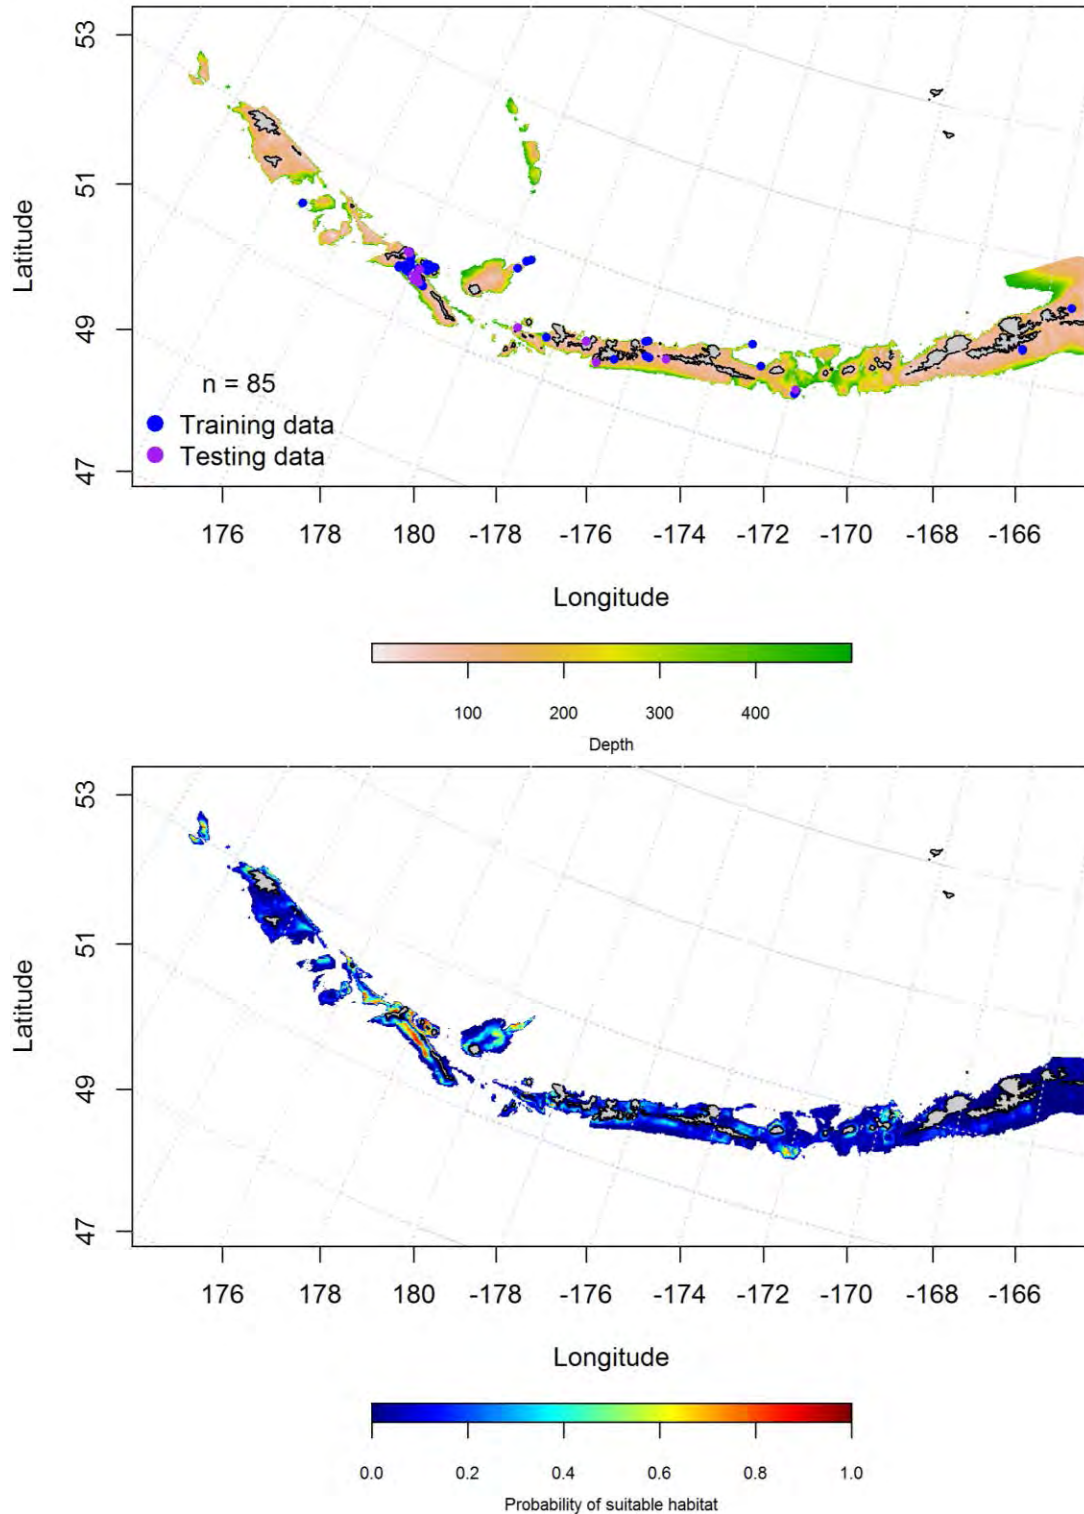 53
51
49
47
Latitude
n = 85
Training data
Testing data
176 178 180 -178 -176 -174 -172 -170 -168 -166
Longitude
100 200 300 400
Depth
53
51
49
47
Latitude
176 178 180 -178 -176 -174 -172 -170 -168 -166
Longitude
0.0 0.2 0.4 0.6 0.8 1.0
Probability of suitable habitat